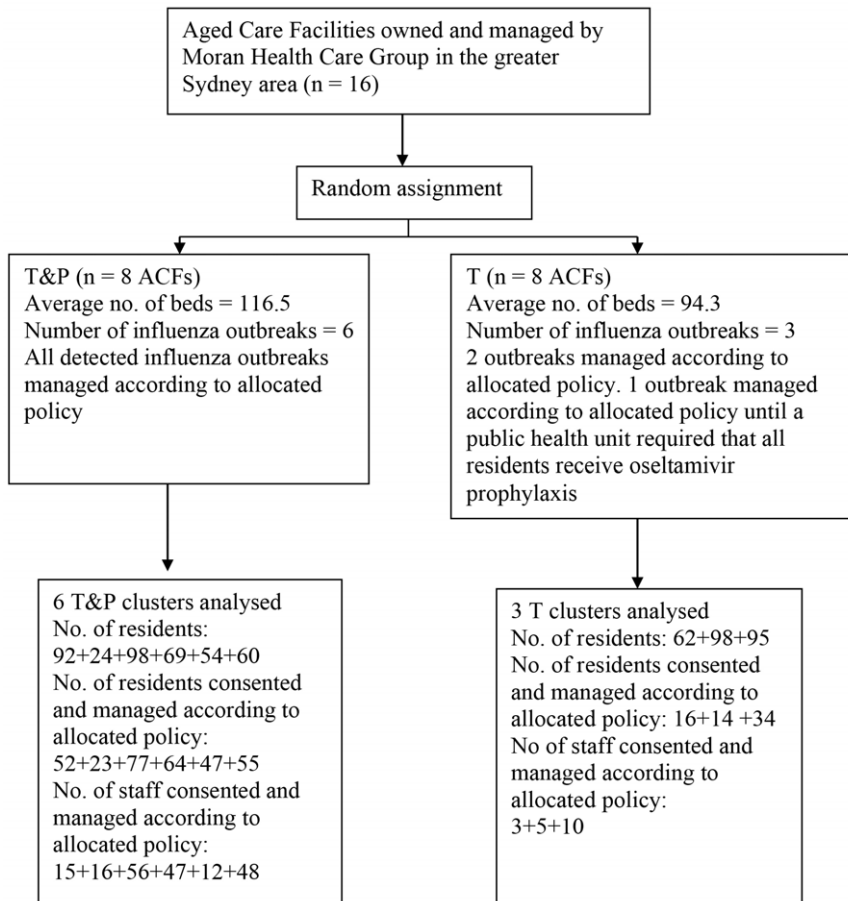 Aged Care Facilities owned and managed by
Moran Health Care Group in the greater
Sydney area (n = 16)
Random assignment
T&P (n = 8 ACFs)
Average no. of beds = 116.5
Number of influenza outbreaks = 6
All detected influenza outbreaks
managed according to allocated
policy
T (n = 8 ACFs)
Average no. of beds = 94.3
Number of influenza outbreaks = 3
2 outbreaks managed according to
allocated policy. 1 outbreak managed
according to allocated policy until a
public health unit required that all
residents receive oseltamivir
prophylaxis
6 T&P clusters analysed
No. of residents:
92+24+98+69+54+60
No. of residents consented
and managed according to
allocated policy:
52+23+77+64+47+55
No. of staff consented and
managed according to
allocated policy:
15+16+56+47+12+48
3 T clusters analysed
No. of residents: 62+98+95
No. of residents consented
and managed according to
allocated policy: 16+14 +34
No of staff consented and
managed according to
allocated policy:
3+5+10